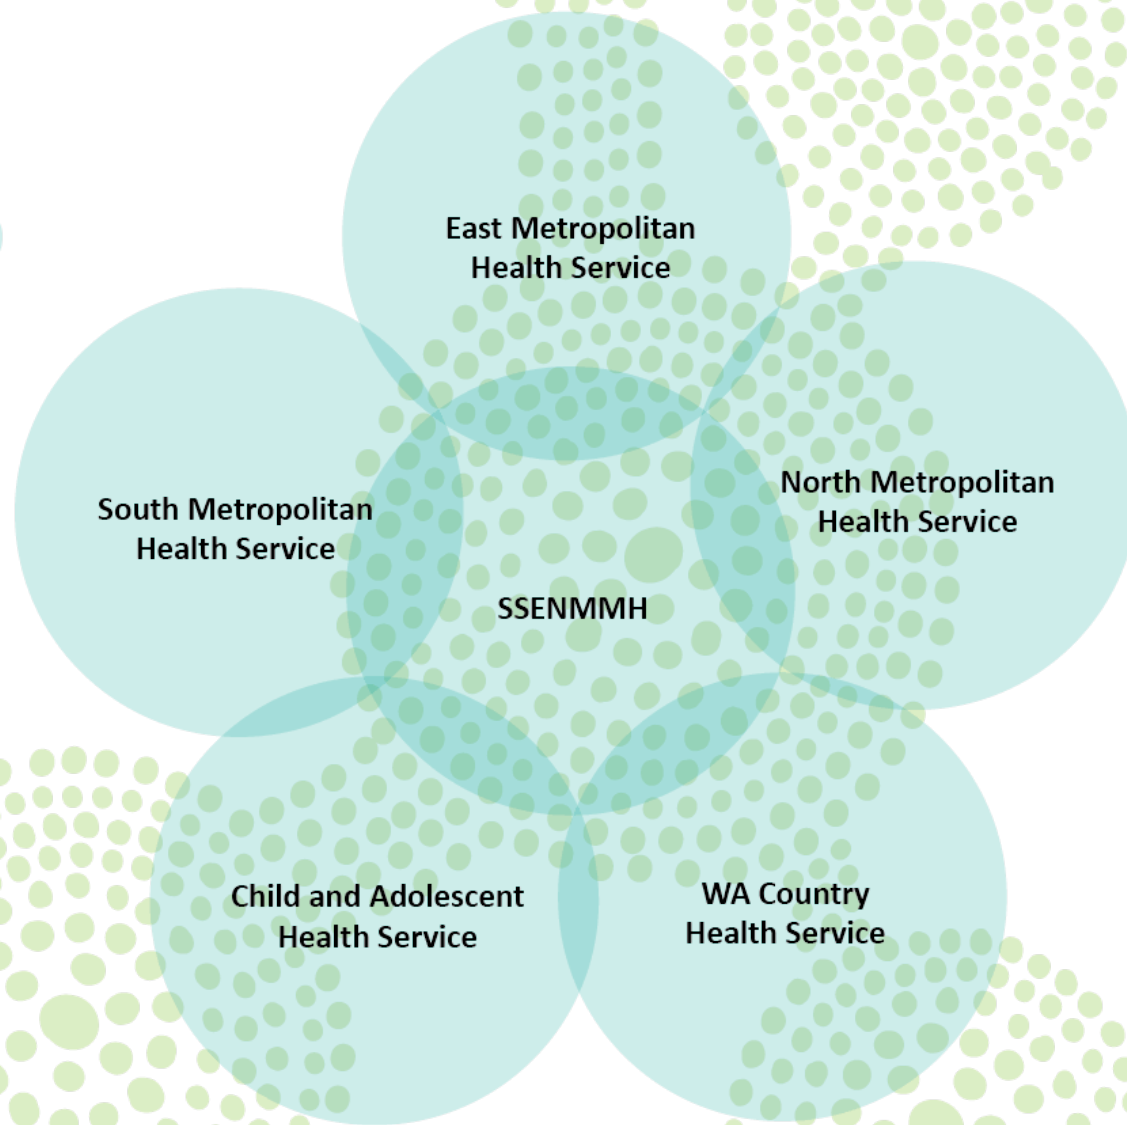 East Metropolitan
Health Service
North Metropolitan
Health Service
South Metropolitan
Health Service
SSENMMH
Child and Adolescent
Health Service
WA Country
Health Service